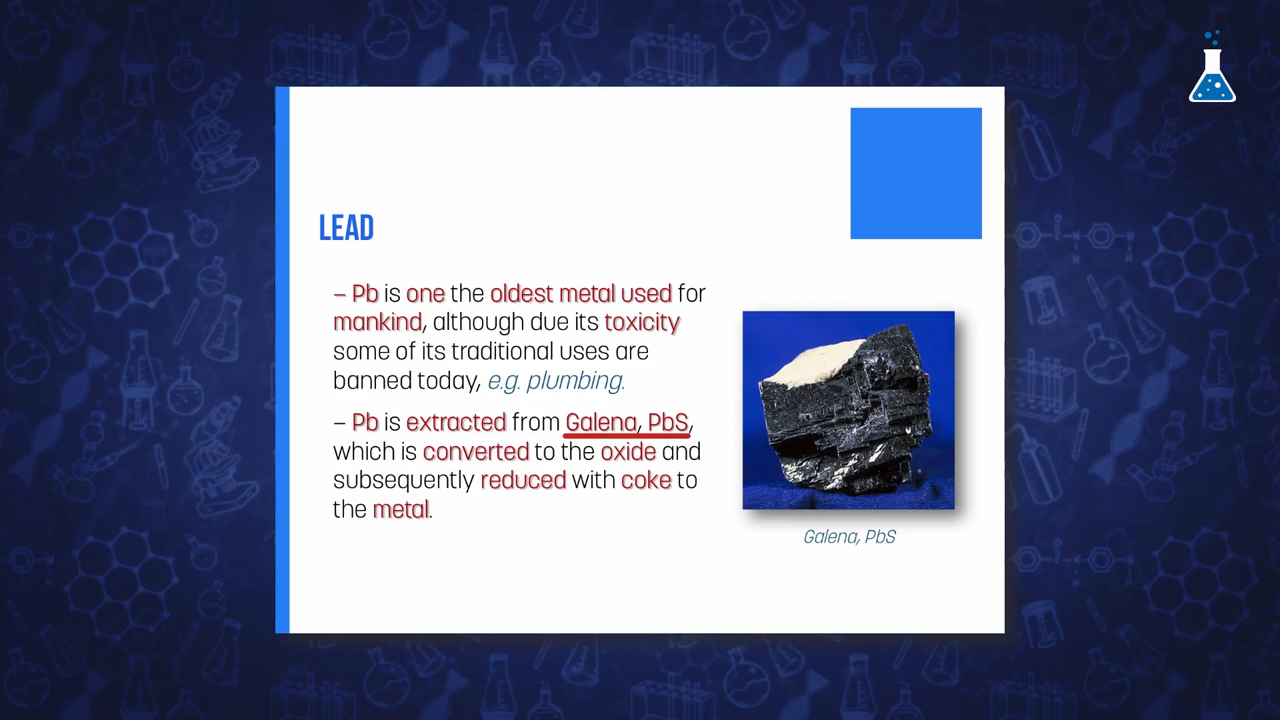 LEAD
– Pb is one the oldest metal used for
mankind, although due its toxicity
some of its traditional uses are
banned today, e.g. plumbing.
– Pb is extracted from Galena, PbS,
which is converted to the oxide and
subsequently reduced with coke to
the metal.
Galena, PbS